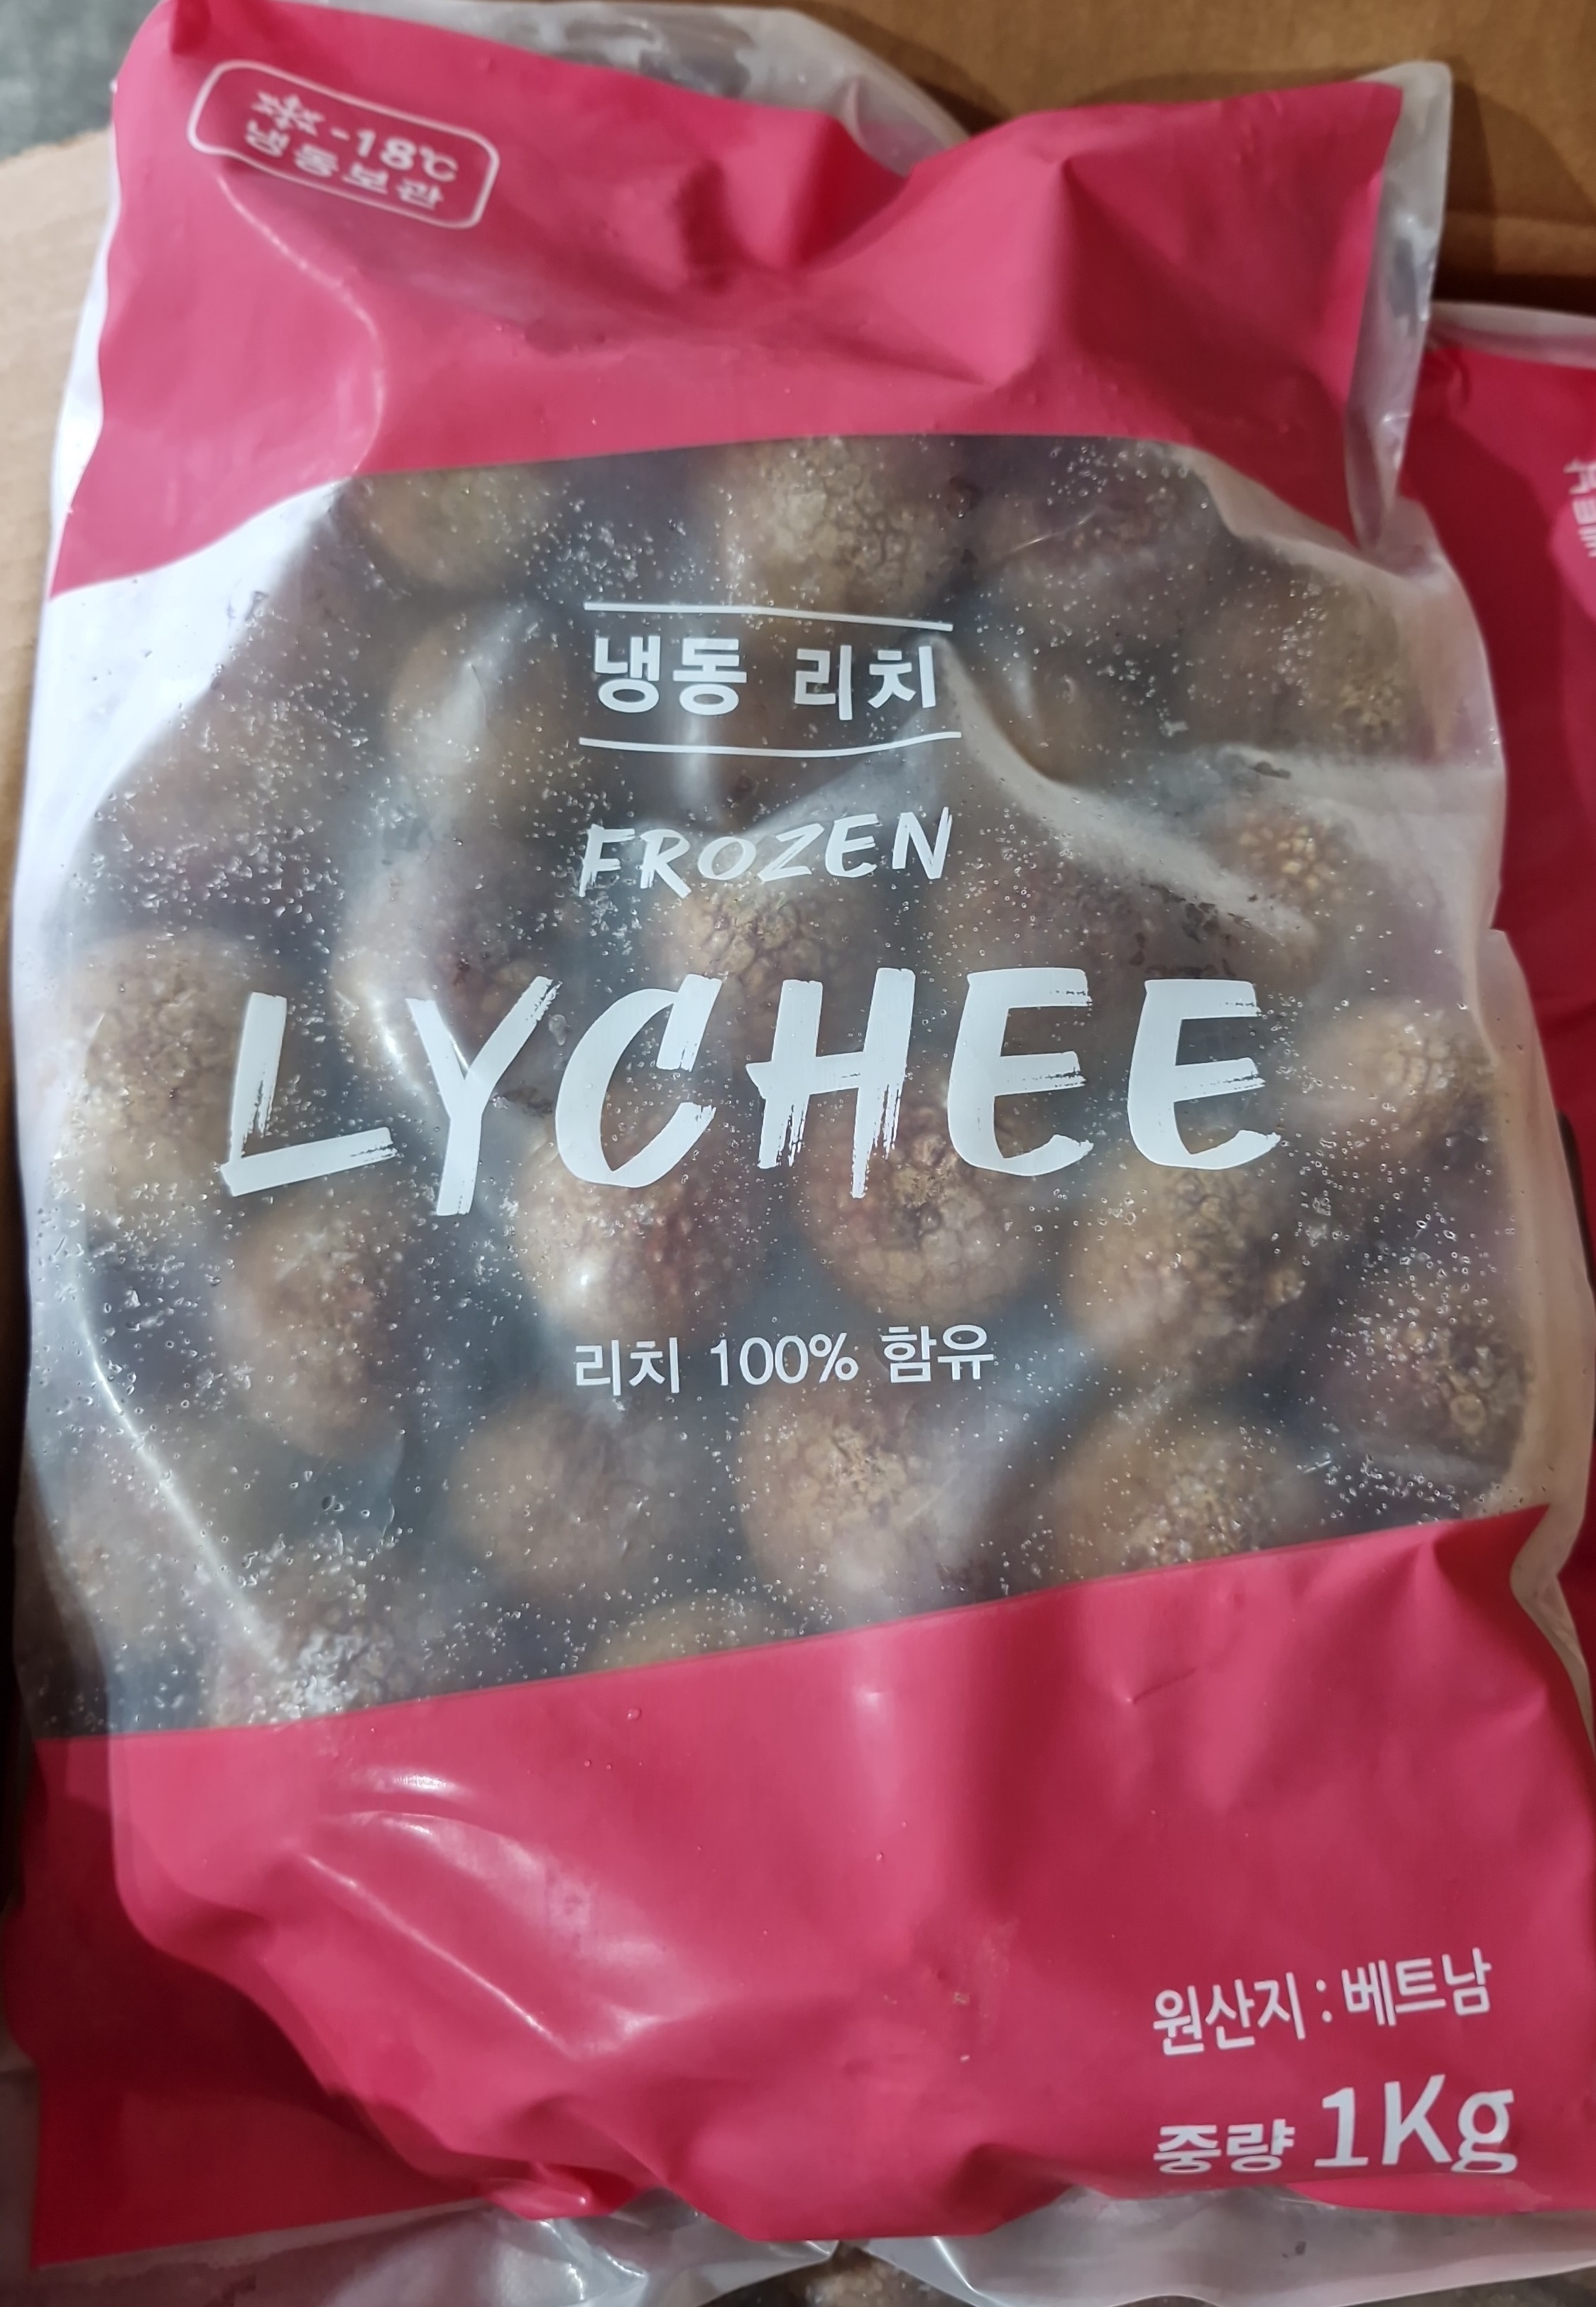 -18℃
냉동보관
냉동 리치
FROZEN
LYCHEE
리치 100% 함유
원산지 : 베트남
중량 1Kg